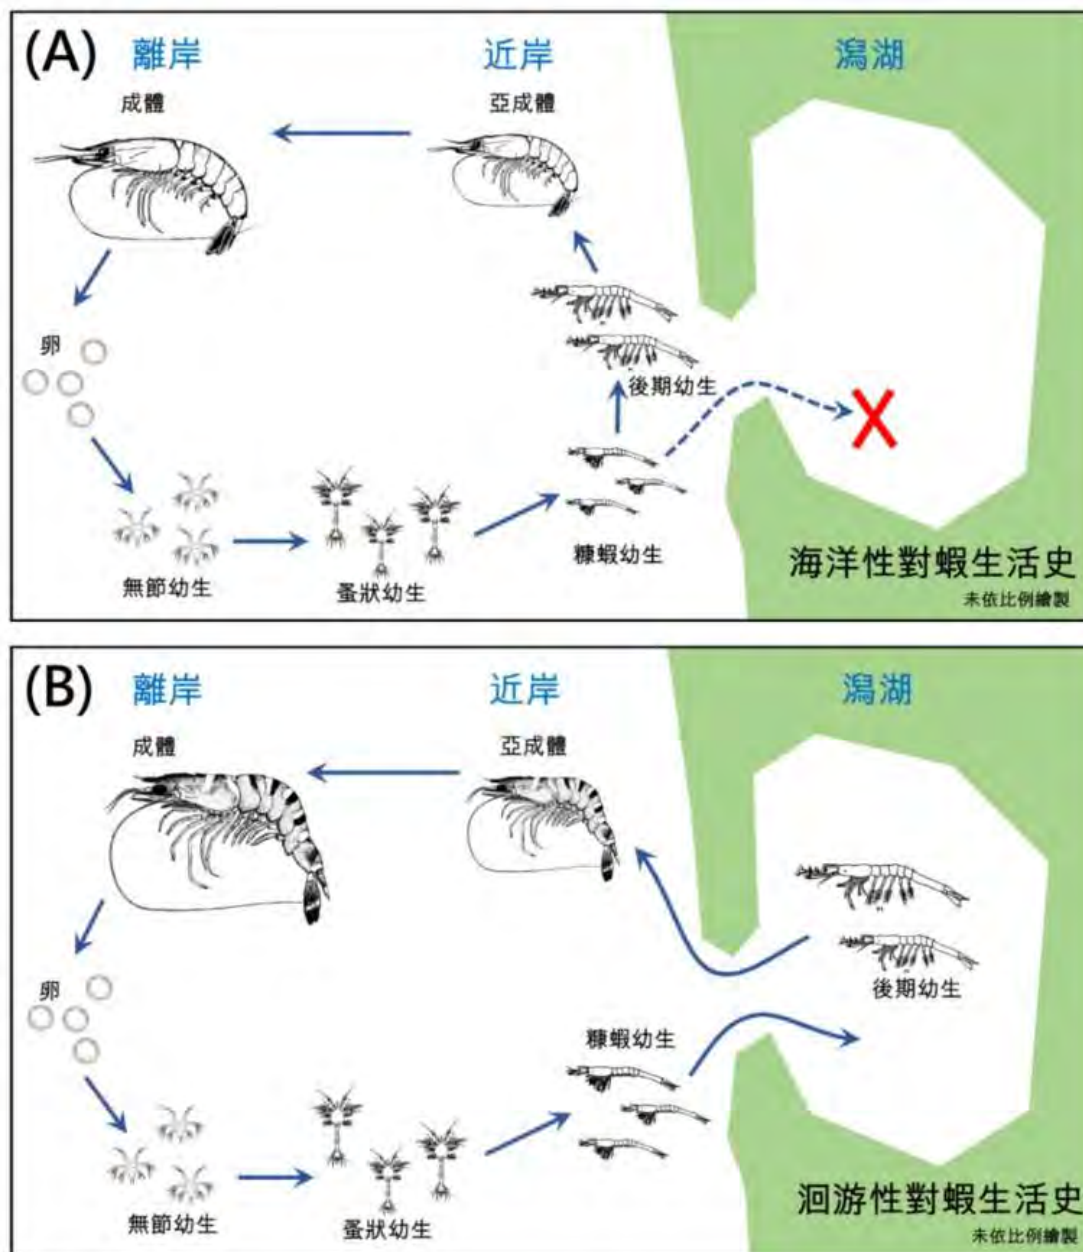 (A)
離岸
近岸
潟湖
成體
亞成體
卵
後期幼生
無節幼生
蚤狀幼生
糠蝦幼生
海洋性對蝦生活史
未依比例繪製
(B)
離岸
近岸
潟湖
成體
亞成體
卵
後期幼生
糠蝦幼生
無節幼生
蚤狀幼生
洄游性對蝦生活史
未依比例繪製